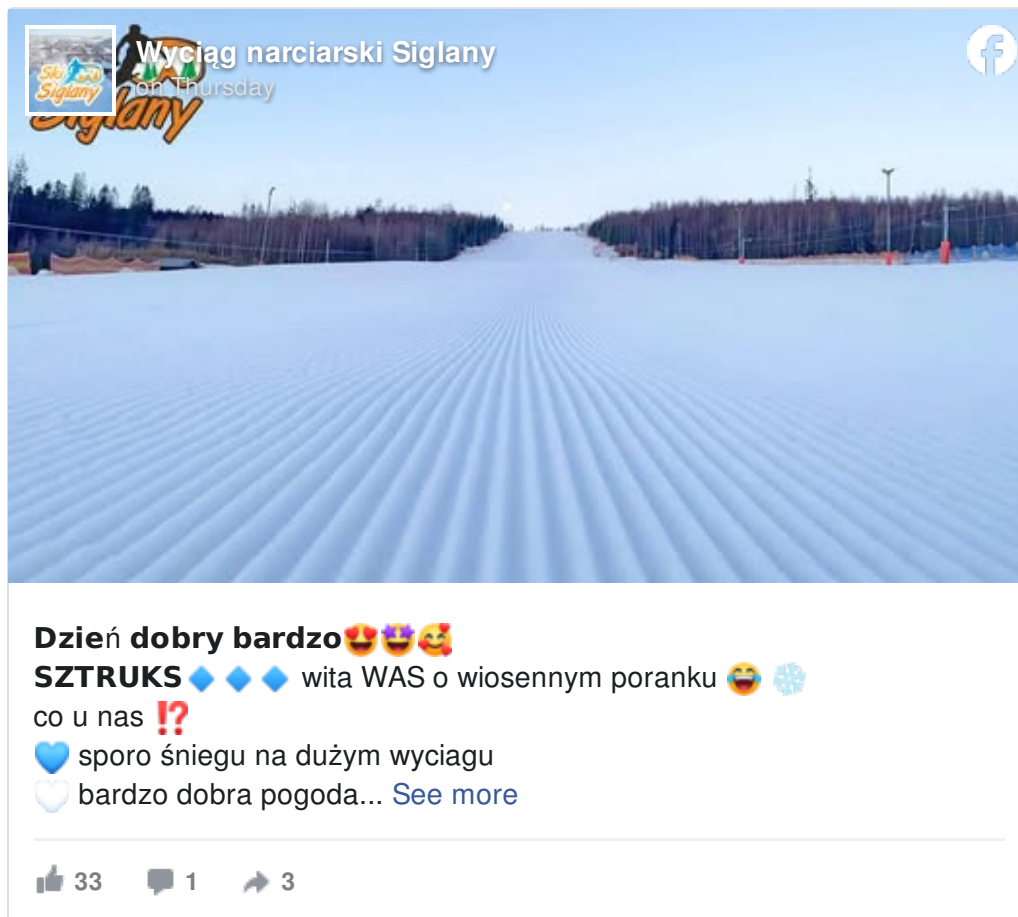 Wyciąg narciarski Siglany
on Thursday
Ski
Siglany
Siglany
Dzień dobry bardzo😍🤩🥰
SZTRUKS🔹🔹🔹 wita WAS o wiosennym poranku 😂 ❄️
co u nas ⁉️
💙 sporo śniegu na dużym wyciagu
🤍 bardzo dobra pogoda... See more
33 1 3